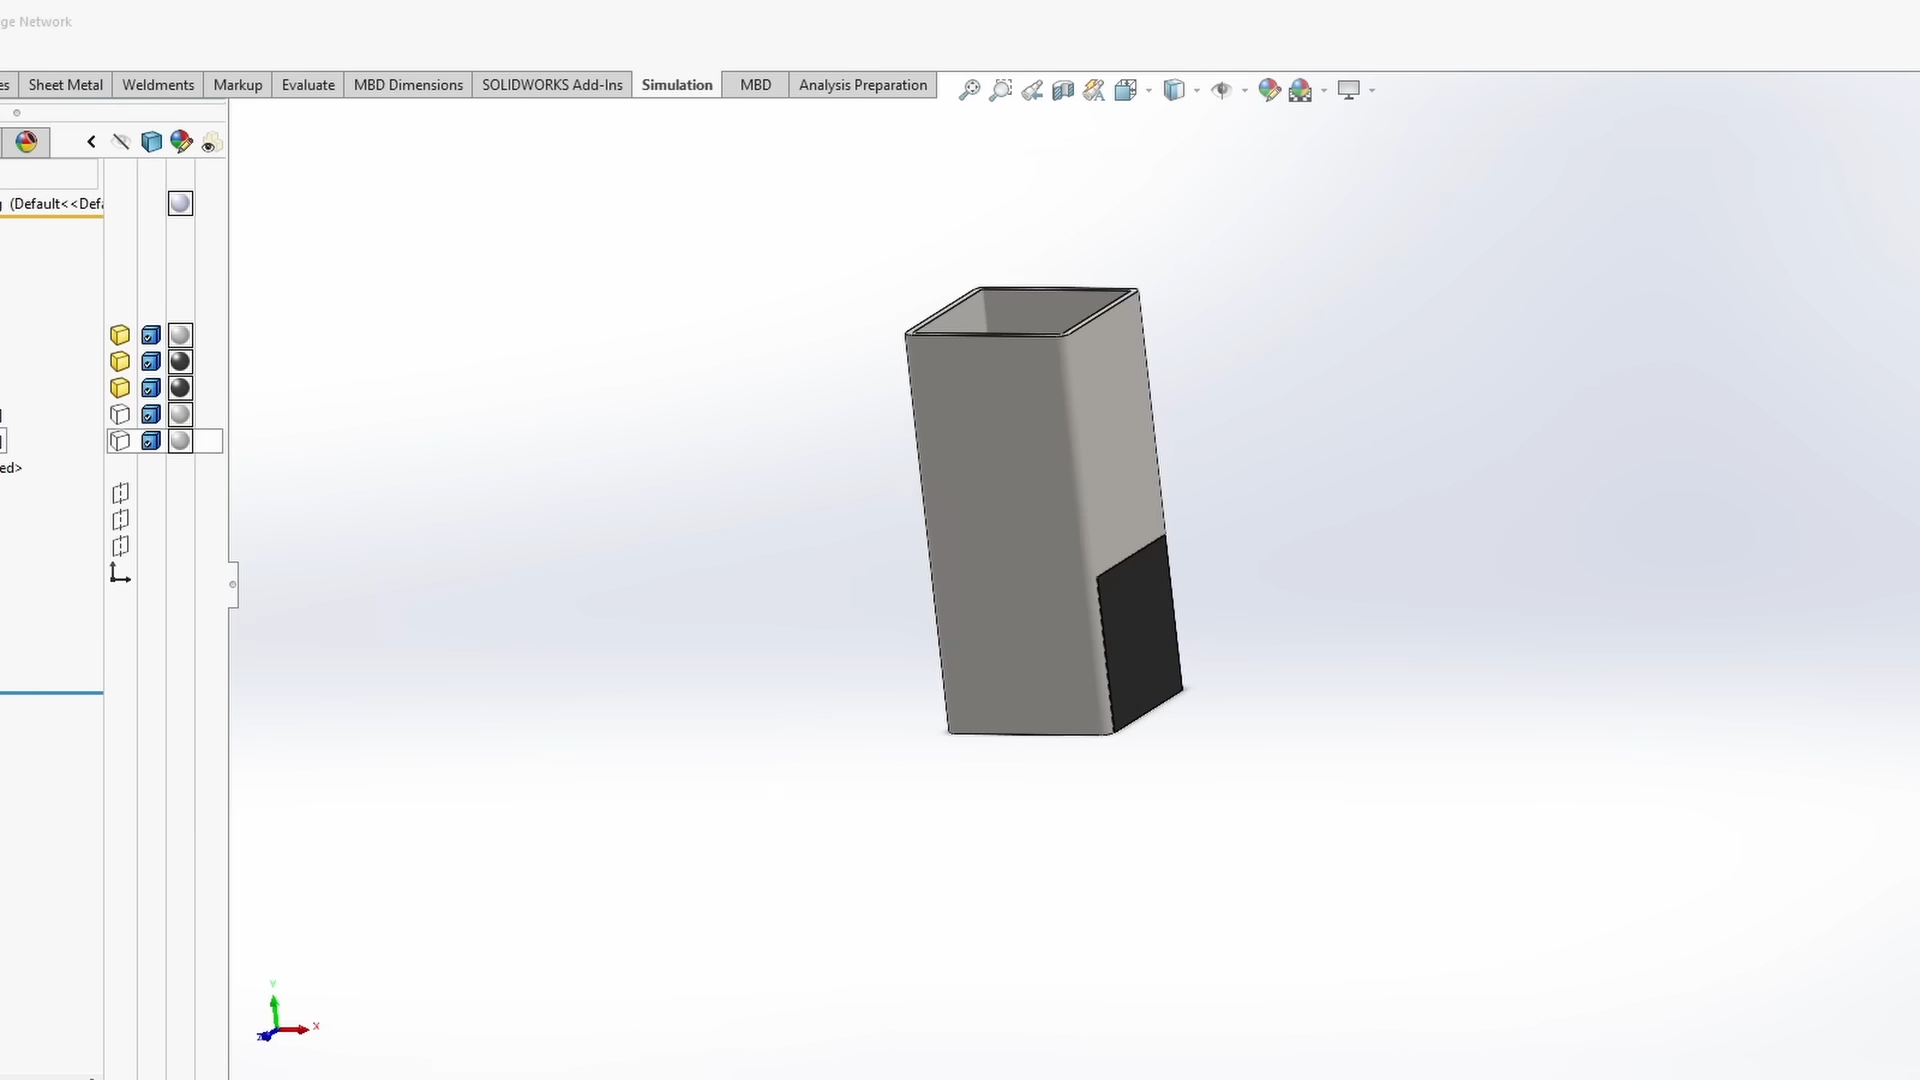 ge Network
es Sheet Metal Weldments Markup Evaluate MBD Dimensions SOLIDWORKS Add-Ins Simulation MBD Analysis Preparation
(Default<<Defa
ed>
Y
X
Z